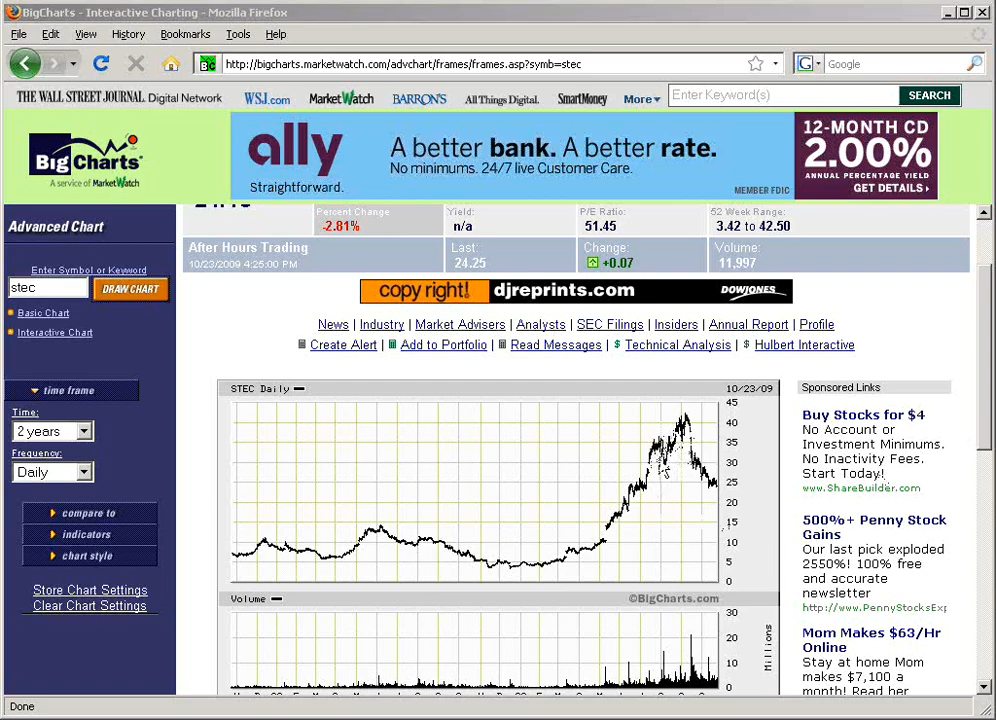 BigCharts - Interactive Charting - Mozilla Firefox
File Edit View History Bookmarks Tools Help
http://bigcharts.marketwatch.com/advchart/frames/frames.asp?symb=stec
Google
THE WALL STREET JOURNAL Digital Network
WSJ.com
MarketWatch
BARRON'S
All Things Digital.
SmartMoney
More
Enter Keyword(s)
SEARCH
BigCharts
A service of MarketWatch
ally
Straightforward.
A better bank. A better rate.
No minimums. 24/7 live Customer Care.
MEMBER FDIC
12-MONTH CD
2.00%
ANNUAL PERCENTAGE YIELD
GET DETAILS
Advanced Chart
Enter Symbol or Keyword
stec
DRAW CHART
Basic Chart
Interactive Chart
time frame
Time:
2 years
Frequency:
Daily
compare to
indicators
chart style
Store Chart Settings
Clear Chart Settings
Percent Change
-2.81%
Yield:
n/a
P/E Ratio:
51.45
52 Week Range:
3.42 to 42.50
After Hours Trading
10/23/2009 4:25:00 PM
Last:
24.25
Change:
+0.07
Volume:
11,997
copy right! djreprints.com DOWJONES
News | Industry | Market Advisers | Analysts | SEC Filings | Insiders | Annual Report | Profile
Create Alert | Add to Portfolio | Read Messages | $ Technical Analysis | $ Hulbert Interactive
STEC Daily
10/23/09
45
40
35
30
25
20
15
10
5
0
Volume
©BigCharts.com
30
20
10
0
Millions
Sponsored Links
Buy Stocks for $4
No Account or
Investment Minimums.
No Inactivity Fees.
Start Today!
www.ShareBuilder.com
500%+ Penny Stock
Gains
Our last pick exploded
2550%! 100% free
and accurate
newsletter
http://www.PennyStocksExp
Mom Makes $63/Hr
Online
Stay at home Mom
makes $7,100 a
month! Read her
Done